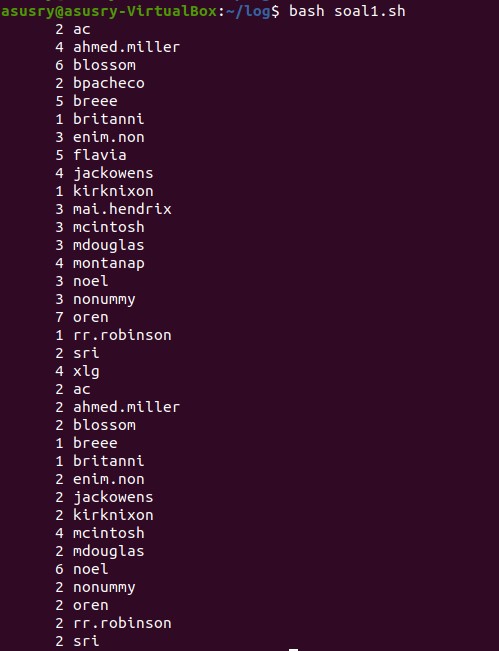 asusry@asusry-VirtualBox:~/log$ bash soal1.sh
2 ac
4 ahmed.miller
6 blossom
2 bpacheco
5 breee
1 britanni
3 enim.non
5 flavia
4 jackowens
1 kirknixon
3 mai.hendrix
3 mcintosh
3 mdouglas
4 montanap
3 noel
3 nonummy
7 oren
1 rr.robinson
2 sri
4 xlg
2 ac
2 ahmed.miller
2 blossom
1 breee
1 britanni
2 enim.non
2 jackowens
2 kirknixon
4 mcintosh
2 mdouglas
6 noel
2 nonummy
2 oren
2 rr.robinson
2 sri